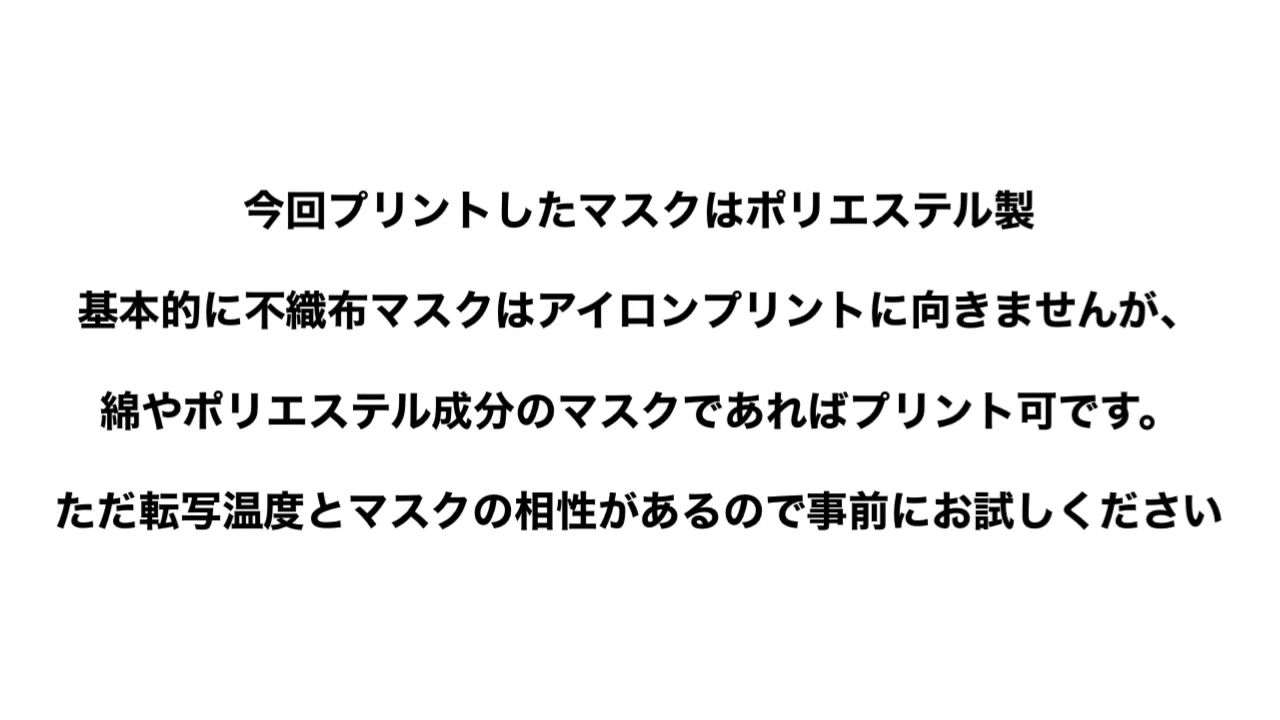 今回プリントしたマスクはポリエステル製
基本的に不織布マスクはアイロンプリントに向きませんが、
綿やポリエステル成分のマスクであればプリント可です。
ただ転写温度とマスクの相性があるので事前にお試しください